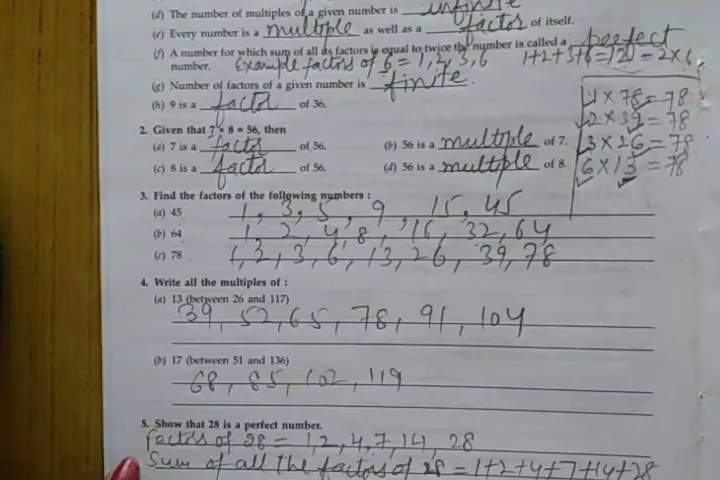 (d) The number of multiples of a given number is infinite
(e) Every number is a multiple as well as a factor of itself.
(f) A number for which sum of all its factors is equal to twice the number is called a perfect
number. Example factors of 6 = 1, 2, 3, 6 1+2+3+6=12 = 2×6
(g) Number of factors of a given number is finite.
(h) 9 is a factor of 36.
1 × 78 = 78
2 × 39 = 78
3 × 26 = 78
6 × 13 = 78
2. Given that 7 × 8 = 56, then
(a) 7 is a factor of 56. (b) 56 is a multiple of 7.
(c) 8 is a factor of 56. (d) 56 is a multiple of 8.
3. Find the factors of the following numbers :
(a) 45 1, 3, 5, 9, 15, 45
(b) 64 1, 2, 4, 8, 16, 32, 64
(c) 78 1, 2, 3, 6, 13, 26, 39, 78
4. Write all the multiples of :
(a) 13 (between 26 and 117)
39, 52, 65, 78, 91, 104
(b) 17 (between 51 and 136)
68, 85, 102, 119
5. Show that 28 is a perfect number.
Factors of 28 = 1, 2, 4, 7, 14, 28
Sum of all the factors of 28 = 1+2+4+7+14+28